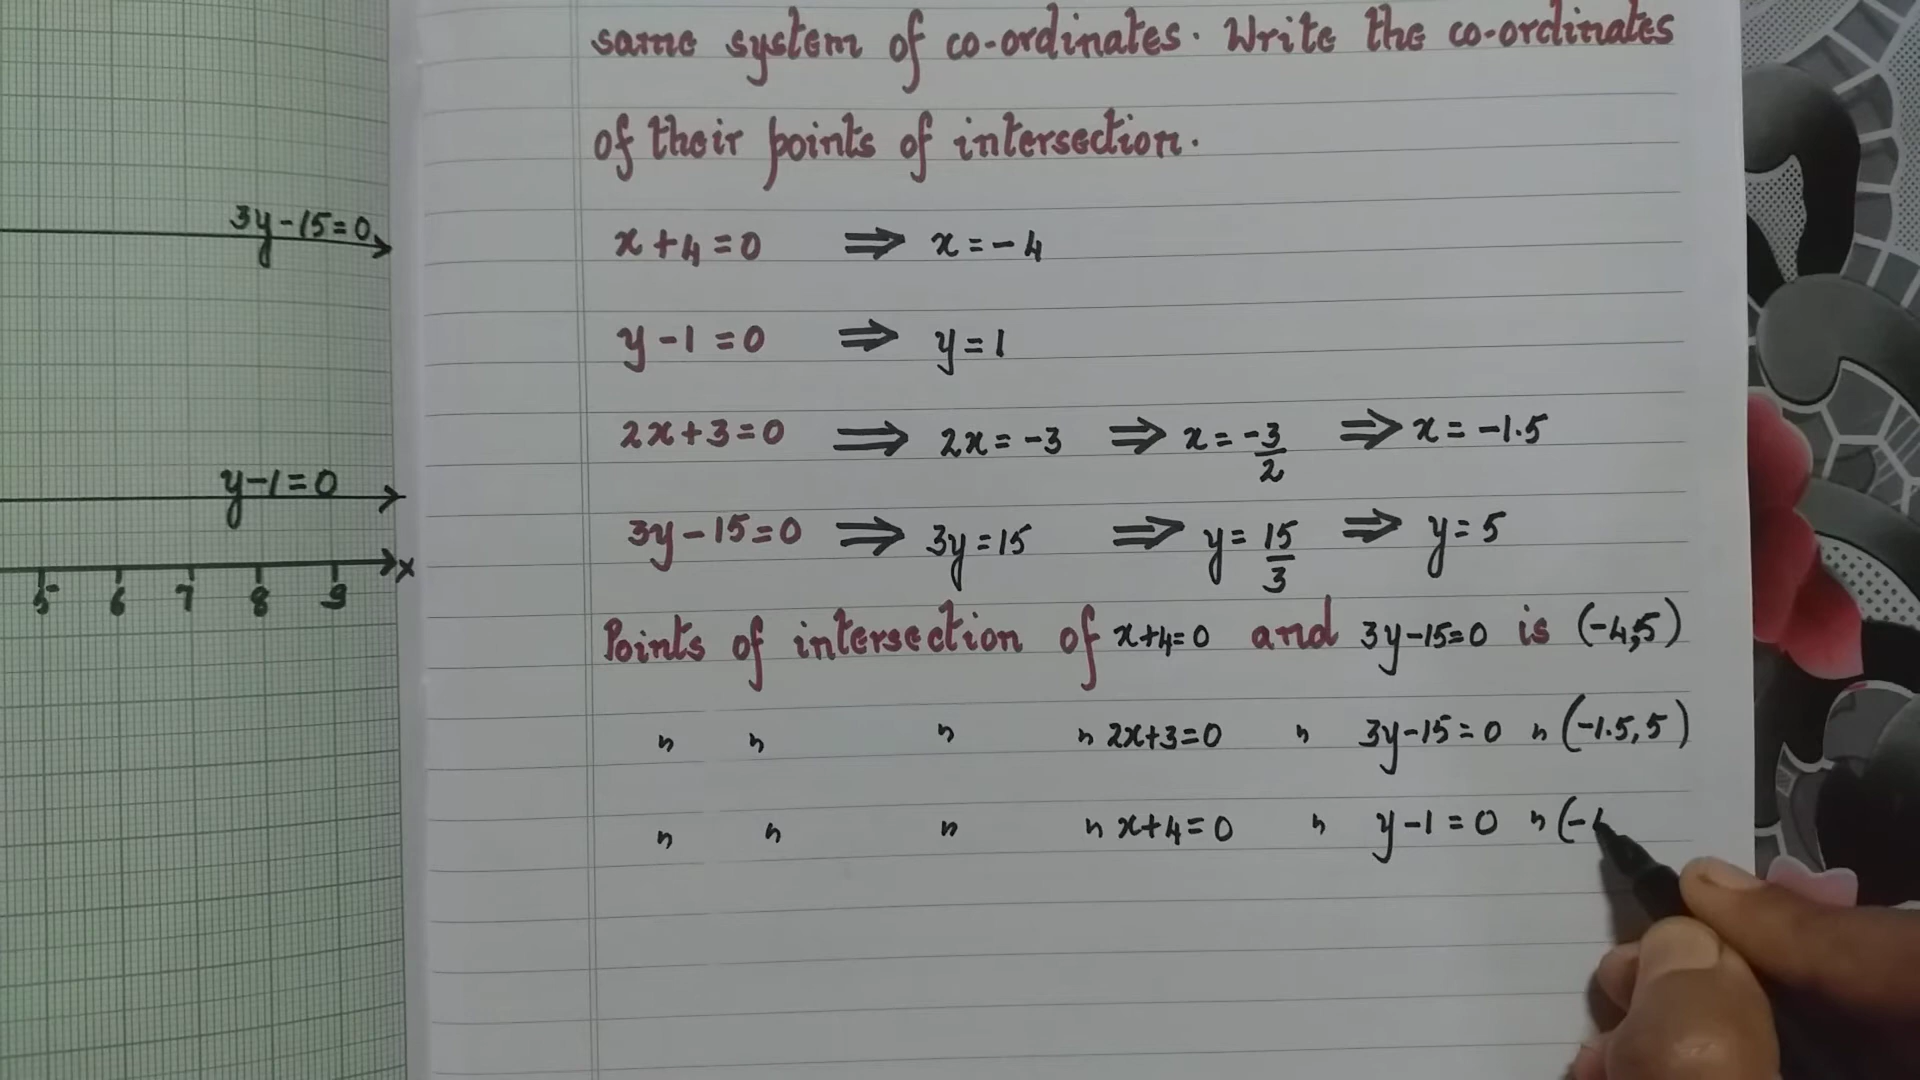 same system of co-ordinates. Write the co-ordinates
of their points of intersection.
x+4=0 ⇒ x=-4
y-1=0 ⇒ y=1
2x+3=0 ⇒ 2x=-3 ⇒ x=-3/2 ⇒ x=-1.5
3y-15=0 ⇒ 3y=15 ⇒ y=15/3 ⇒ y=5
Points of intersection of x+4=0 and 3y-15=0 is (-4,5)
" " " " 2x+3=0 " 3y-15=0 " (-1.5,5)
" " " " x+4=0 " y-1=0 " (-
3y-15=0
y-1=0
x
5 6 7 8 9